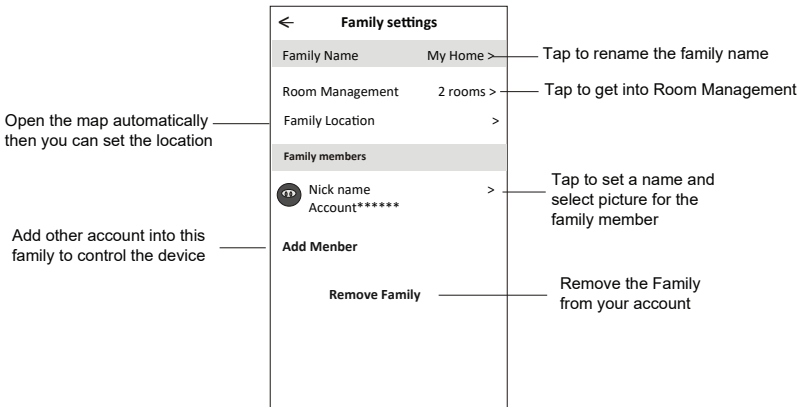 Family settings
Family Name My Home >
Tap to rename the family name
Room Management 2 rooms >
Tap to get into Room Management
Open the map automatically
then you can set the location
Family Location >
Family members
Nick name >
Account******
Tap to set a name and
select picture for the
family member
Add other account into this
family to control the device
Add Menber
Remove Family
Remove the Family
from your account